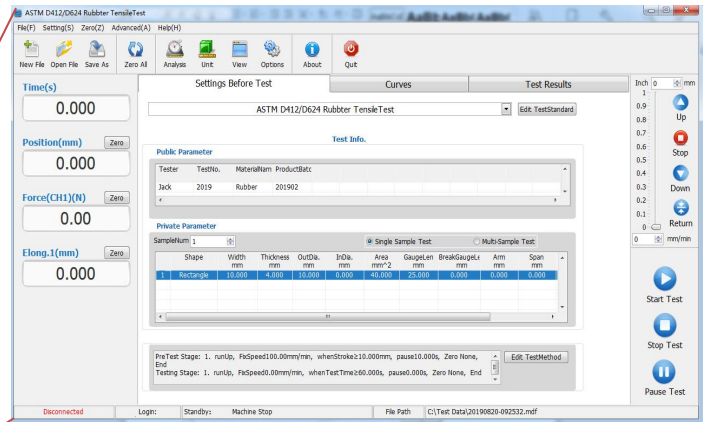 ASTM D412/D624 Rubbter TensileTest
File(F) Setting(S) Zero(Z) Advanced(A) Help(H)
New File Open File Save As Zero All Analysis Unit View Options About Quit
Time(s)
0.000
Position(mm) Zero
0.000
Force(CH1)(N) Zero
0.00
Elong.1(mm) Zero
0.000
Settings Before Test Curves Test Results
ASTM D412/D624 Rubbter TensileTest Edit TestStandard
Test Info.
Public Parameter
Tester TestNo. MaterialNam ProductBatc
Jack 2019 Rubber 201902
Private Parameter
SampleNum 1 Single Sample Test Multi-Sample Test
Shape Width Thickness OutDia. InDia. Area GaugeLen BreakGaugeLe Arm Span
mm mm mm mm mm^2 mm mm mm mm
1 Rectangle 10.000 4.000 10.000 0.000 40.000 25.000 0.000 0.000 0.000
PreTest Stage: 1. runUp, FixSpeed100.00mm/min, whenStroke≥10.000mm, pause10.000s, Zero None,
End
Testing Stage: 1. runUp, FixSpeed0.00mm/min, whenTestTime≥60.000s, pause0.000s, Zero None, End
Edit TestMethod
Inch 0 mm
1
0.9
0.8
0.7
0.6
0.5
0.4
0.3
0.2
0.1
0
Up
Stop
Down
Return
0 mm/min
Start Test
Stop Test
Pause Test
Disconnected Login: Standby: Machine Stop File Path C:\Test Data\20190820-092532.mdf